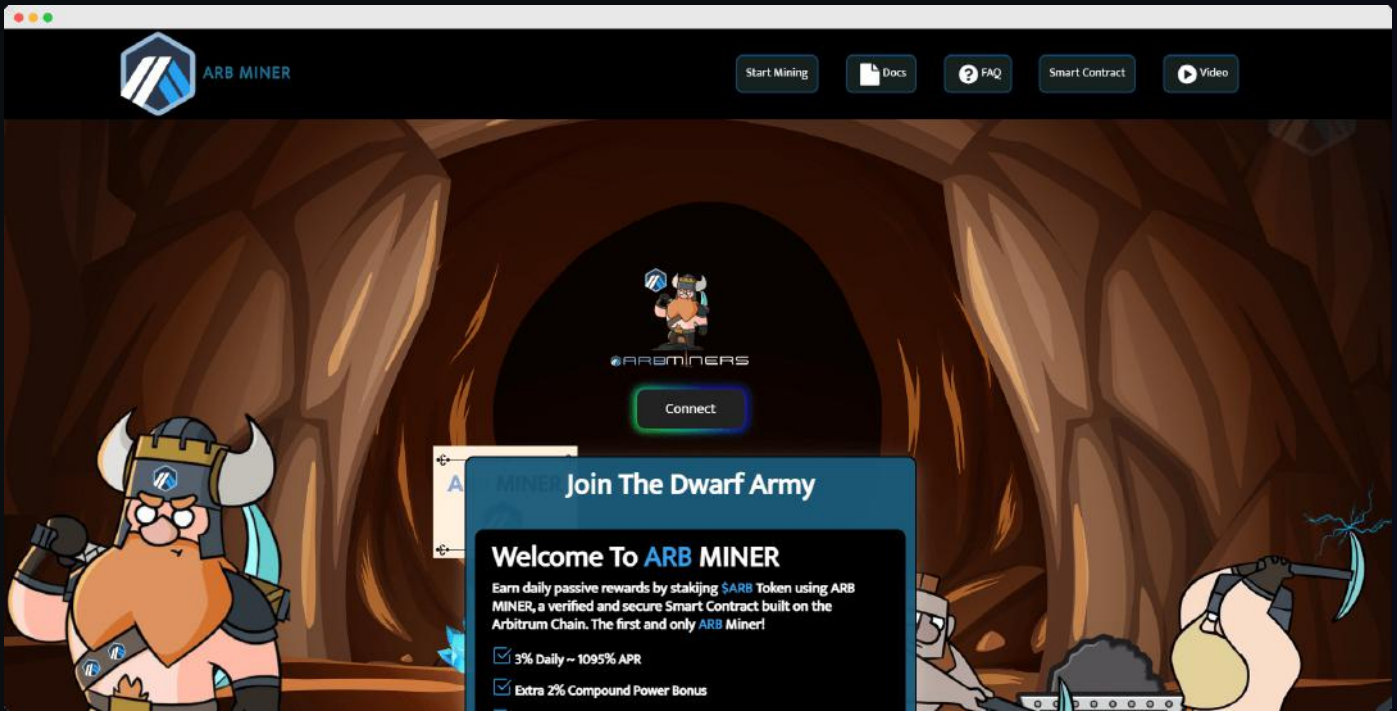 ARB MINER
Start Mining
Docs
FAQ
Smart Contract
Video
ARBMINERS
Connect
Join The Dwarf Army
Welcome To ARB MINER
Earn daily passive rewards by stakijng $ARB Token using ARB
MINER, a verified and secure Smart Contract built on the
Arbitrum Chain. The first and only ARB Miner!
3% Daily ~ 1095% APR
Extra 2% Compound Power Bonus